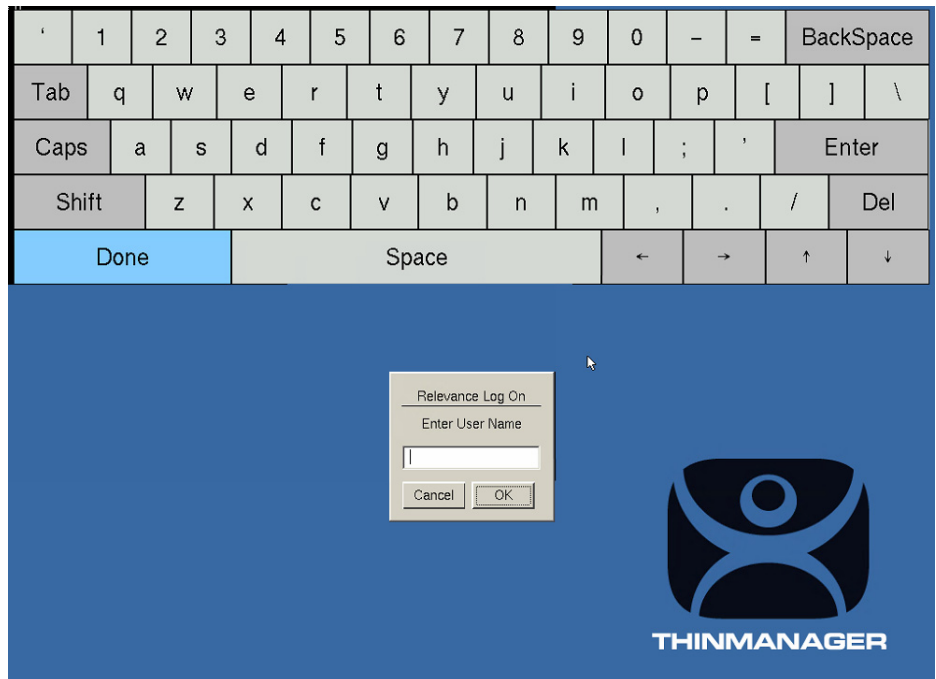 ‘ 1 2 3 4 5 6 7 8 9 0 – = BackSpace
Tab q w e r t y u i o p [ ] \
Caps a s d f g h j k l ; ’ Enter
Shift z x c v b n m , . / Del
Done Space ← → ↑ ↓
Relevance Log On
Enter User Name
Cancel OK
THINMANAGER